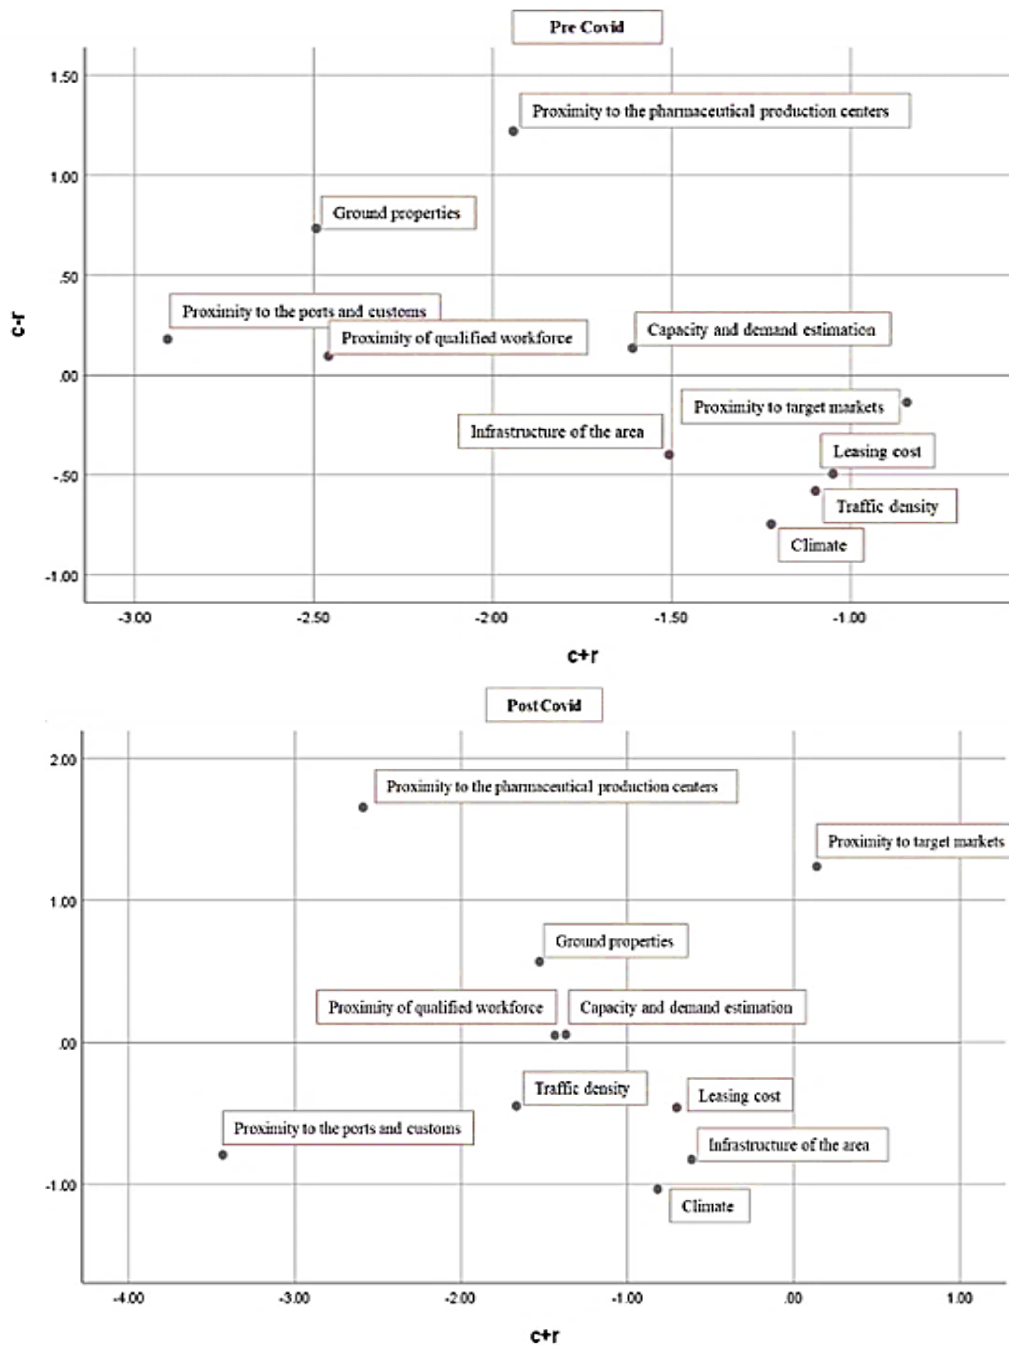 Pre Covid
1.50
Proximity to the pharmaceutical production centers
1.00
Ground properties
.50
Proximity to the ports and customs
Proximity of qualified workforce
Capacity and demand estimation
c-r
.00
Proximity to target markets
Infrastructure of the area
Leasing cost
-.50
Traffic density
Climate
-1.00
-3.00 -2.50 -2.00 -1.50 -1.00
c+r
Post Covid
2.00
Proximity to the pharmaceutical production centers
Proximity to target markets
1.00
Ground properties
Proximity of qualified workforce Capacity and demand estimation
.00
Traffic density
Leasing cost
Proximity to the ports and customs
Infrastructure of the area
-1.00
Climate
-4.00 -3.00 -2.00 -1.00 .00 1.00
c+r